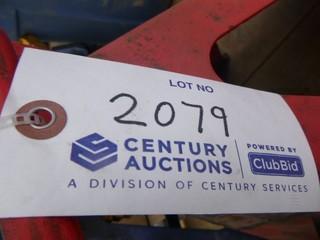 LOT NO
2079
CENTURY
AUCTIONS
POWERED BY
ClubBid
A DIVISION OF CENTURY SERVICES